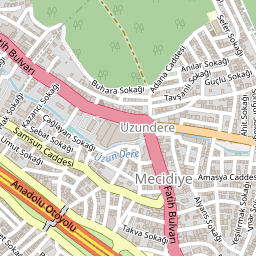 Fatih Bulvarı
Sefer Sokağı
Adana Caddesi
Anılar Sokağı
Güçlü Sokağı
Tavşanlı Sokağı
Buhara Sokağı
Kazancı Sokağı
Çağlayan Sokağı
Sebat Sokağı
Umut Sokağı
Samsun Caddesi
Uzundere
Uzun Dere
Ahit Sokağı
Mecidiye
Amasya Caddesi
Fatih Bulvarı
Anadolu Otoyolu
Takva Sokağı
Yeşilırmak Sokağı